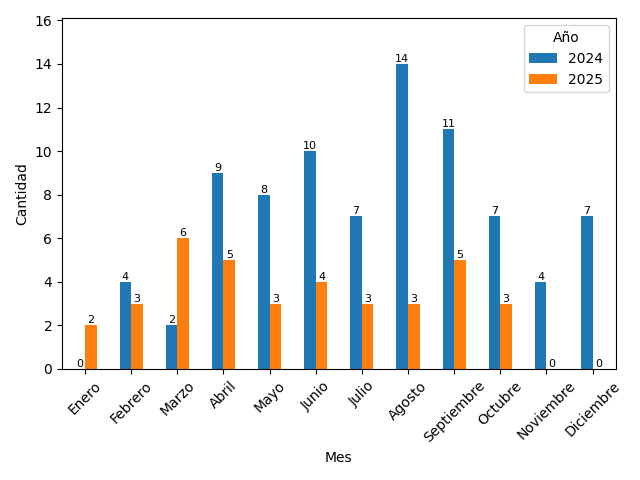 Año
2024
2025
Cantidad
16
14
12
10
8
6
4
2
0
0 2
4 3
2 6
9 5
8 3
10 4
7 3
14 3
11 5
7 3
4 0
7 0
Enero
Febrero
Marzo
Abril
Mayo
Junio
Julio
Agosto
Septiembre
Octubre
Noviembre
Diciembre
Mes